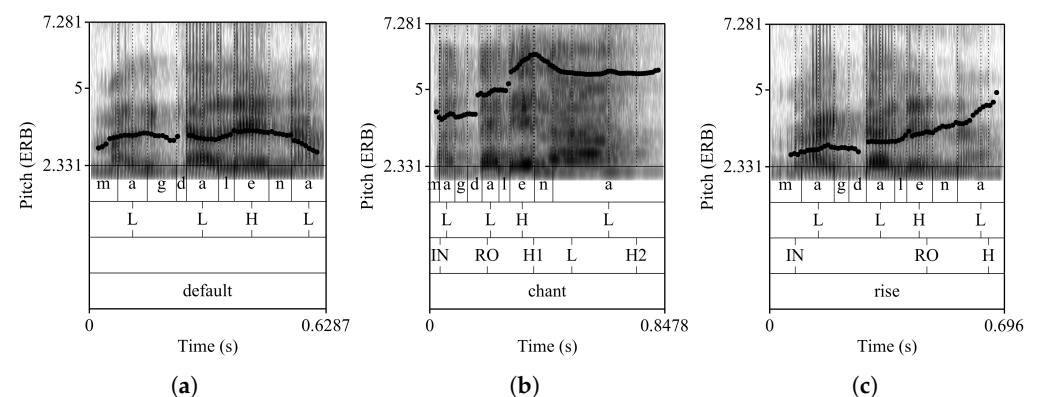 7.281
5
2.331
Pitch (ERB)
m a g d a l e n a
L L H L
default
0 0.6287
Time (s)
(a)
7.281
5
2.331
Pitch (ERB)
m a g d a l e n a
L L H L
IN RO H1 L H2
chant
0 0.8478
Time (s)
(b)
7.281
5
2.331
Pitch (ERB)
m a g d a l e n a
L L H L
IN RO H
rise
0 0.696
Time (s)
(c)